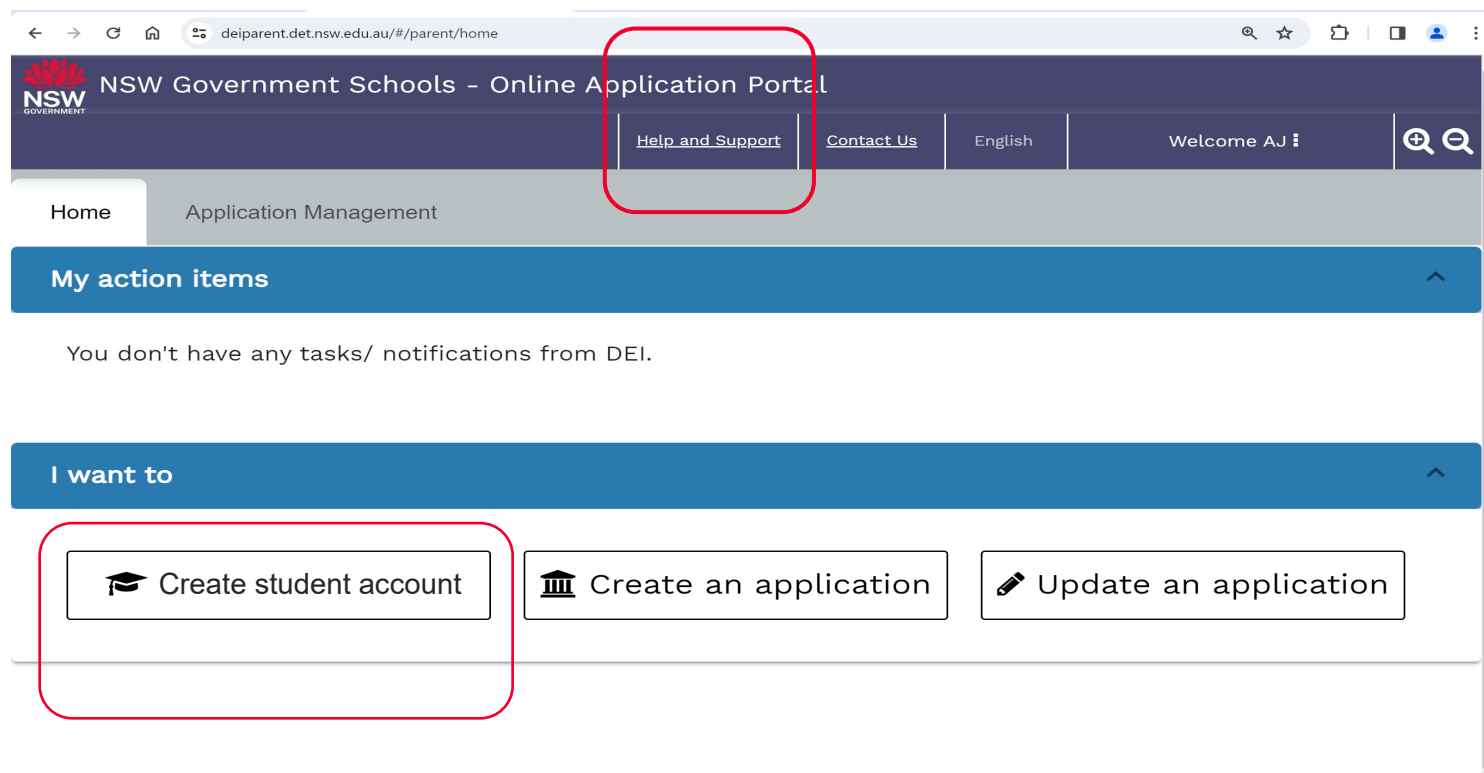 deiparent.det.nsw.edu.au/#/parent/home
NSW GOVERNMENT
NSW Government Schools - Online Application Portal
Help and Support Contact Us English Welcome AJ
Home Application Management
My action items
You don't have any tasks/ notifications from DEI.
I want to
Create student account Create an application Update an application